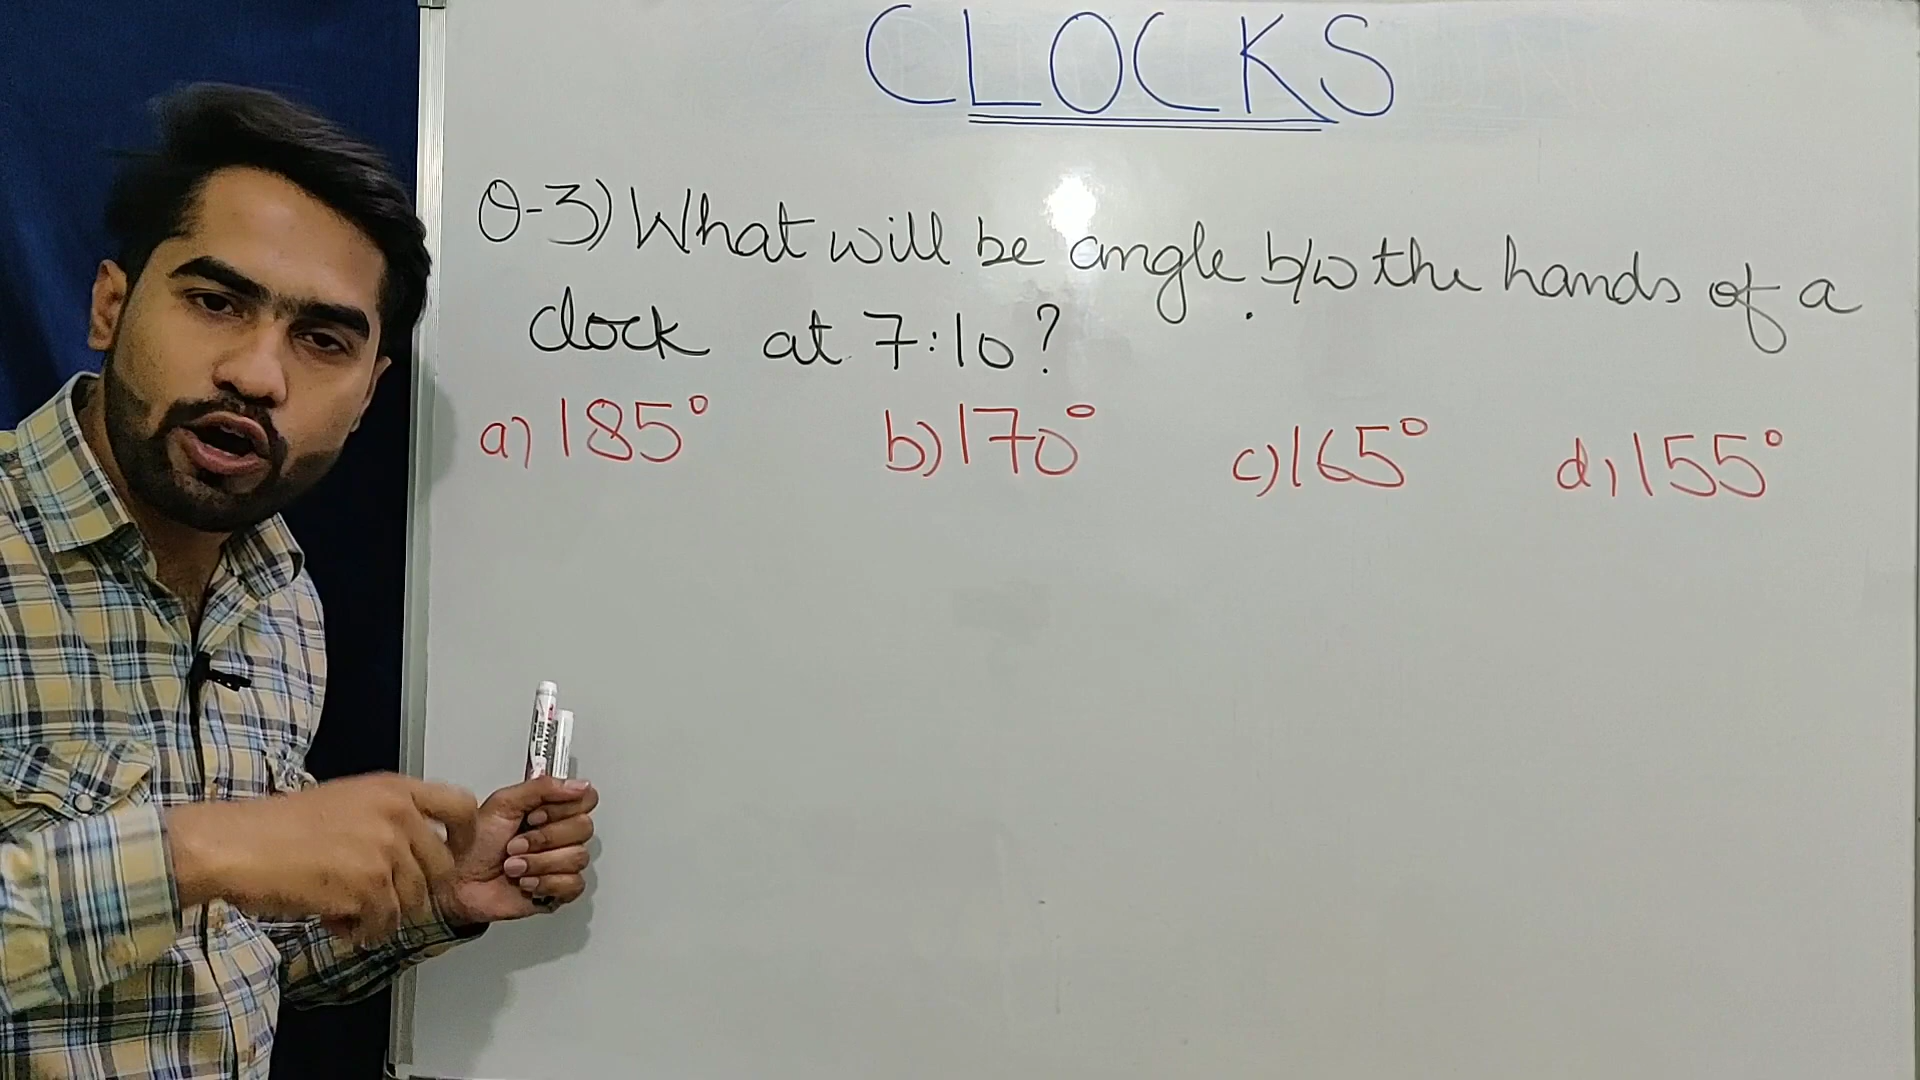 CLOCKS
Q-3) What will be angle b/w the hands of a
clock at 7:10?
a) 185° b) 170° c) 165° d) 155°